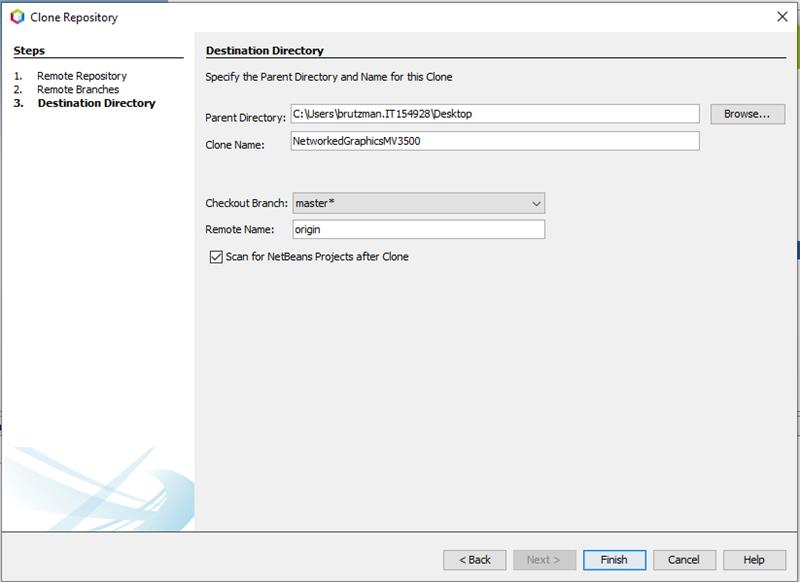 Clone Repository
Steps
1. Remote Repository
2. Remote Branches
3. Destination Directory
Destination Directory
Specify the Parent Directory and Name for this Clone
Parent Directory: C:\Users\brutzman.IT154928\Desktop Browse...
Clone Name: NetworkedGraphicsMV3500
Checkout Branch: master*
Remote Name: origin
Scan for NetBeans Projects after Clone
< Back Next > Finish Cancel Help